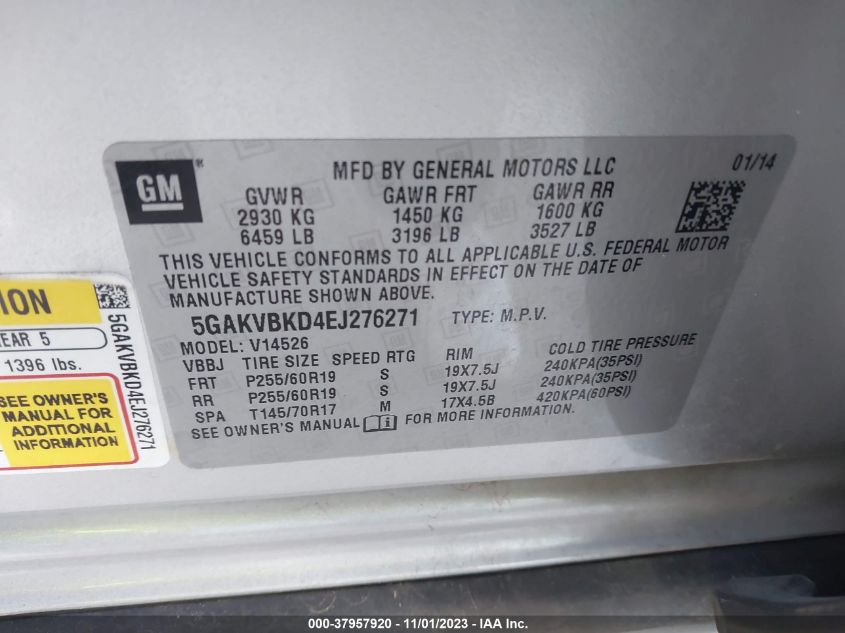 GM ®
MFD BY GENERAL MOTORS LLC 01/14
GVWR GAWR FRT GAWR RR
2930 KG 1450 KG 1600 KG
6459 LB 3196 LB 3527 LB
THIS VEHICLE CONFORMS TO ALL APPLICABLE U.S. FEDERAL MOTOR
VEHICLE SAFETY STANDARDS IN EFFECT ON THE DATE OF
MANUFACTURE SHOWN ABOVE.
5GAKVBKD4EJ276271 TYPE: M.P.V.
MODEL: V14526
VBBJ TIRE SIZE SPEED RTG RIM COLD TIRE PRESSURE
FRT P255/60R19 S 19X7.5J 240KPA(35PSI)
RR P255/60R19 S 19X7.5J 240KPA(35PSI)
SPA T145/70R17 M 17X4.5B 420KPA(60PSI)
SEE OWNER'S MANUAL FOR MORE INFORMATION.
REAR 5
1396 lbs.
SEE OWNER'S
MANUAL FOR
ADDITIONAL
INFORMATION
5GAKVBKD4EJ276271
000-37957920 - 11/01/2023 - IAA Inc.